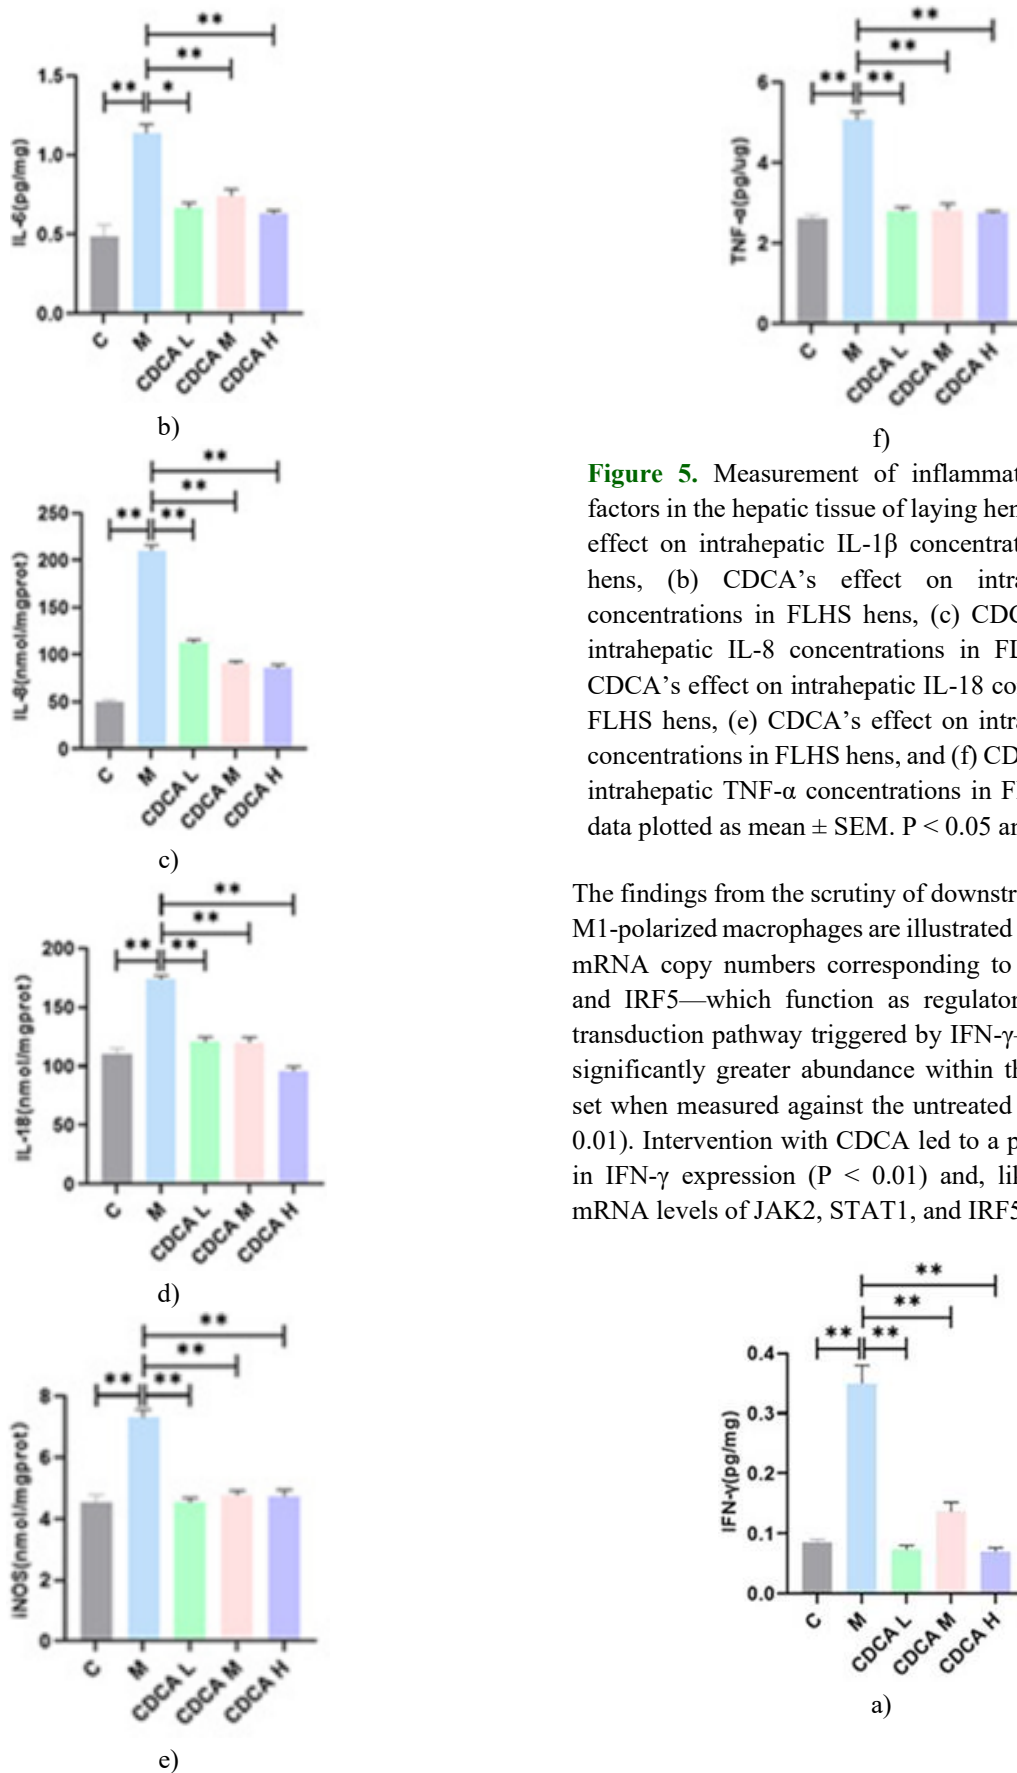 **
**
** *
1.5
1.0
0.5
0.0
IL-6(pg/mg)
C
M
CDCA L
CDCA M
CDCA H
b)
**
**
** **
250
200
150
100
50
0
IL-8(nmol/mgprot)
C
M
CDCA L
CDCA M
CDCA H
c)
**
**
** **
200
150
100
50
0
IL-18(nmol/mgprot)
C
M
CDCA L
CDCA M
CDCA H
d)
**
**
** **
8
6
4
2
0
iNOS(nmol/mgprot)
C
M
CDCA L
CDCA M
CDCA H
e)
**
**
** **
6
4
2
0
TNF-α(pg/ug)
C
M
CDCA L
CDCA M
CDCA H
f)
Figure 5. Measurement of inflammat
factors in the hepatic tissue of laying hen
effect on intrahepatic IL-1β concentrat
hens, (b) CDCA’s effect on intra
concentrations in FLHS hens, (c) CDC
intrahepatic IL-8 concentrations in FL
CDCA’s effect on intrahepatic IL-18 co
FLHS hens, (e) CDCA’s effect on intra
concentrations in FLHS hens, and (f) CD
intrahepatic TNF-α concentrations in F
data plotted as mean ± SEM. P < 0.05 an
The findings from the scrutiny of downstr
M1-polarized macrophages are illustrated
mRNA copy numbers corresponding to
and IRF5—which function as regulator
transduction pathway triggered by IFN-γ-
significantly greater abundance within th
set when measured against the untreated
0.01). Intervention with CDCA led to a p
in IFN-γ expression (P < 0.01) and, lik
mRNA levels of JAK2, STAT1, and IRF5
**
**
** **
0.4
0.3
0.2
0.1
0.0
IFN-γ(pg/mg)
C
M
CDCA L
CDCA M
CDCA H
a)